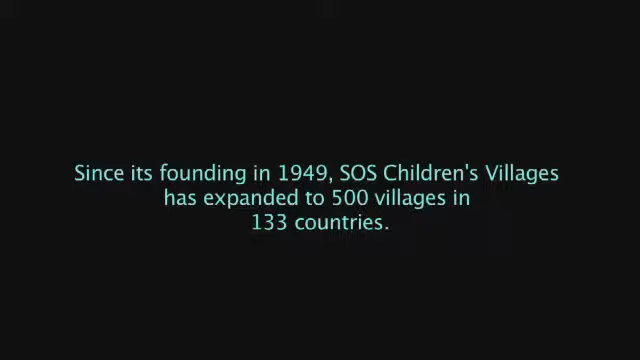 Since its founding in 1949, SOS Children's Villages
has expanded to 500 villages in
133 countries.